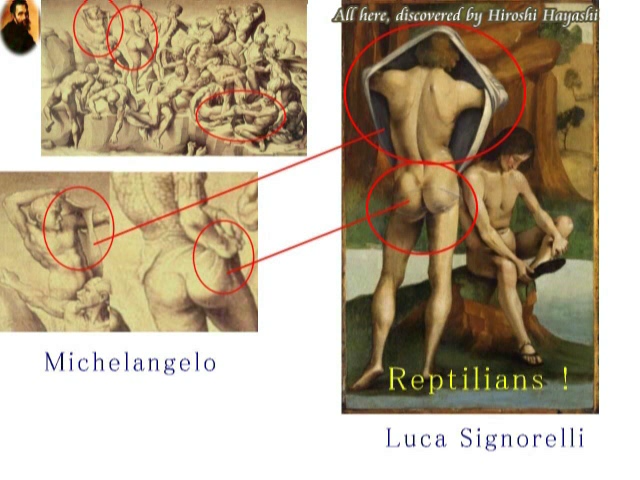 All here, discovered by Hiroshi Hayashi
Michelangelo
Reptilians !
Luca Signorelli